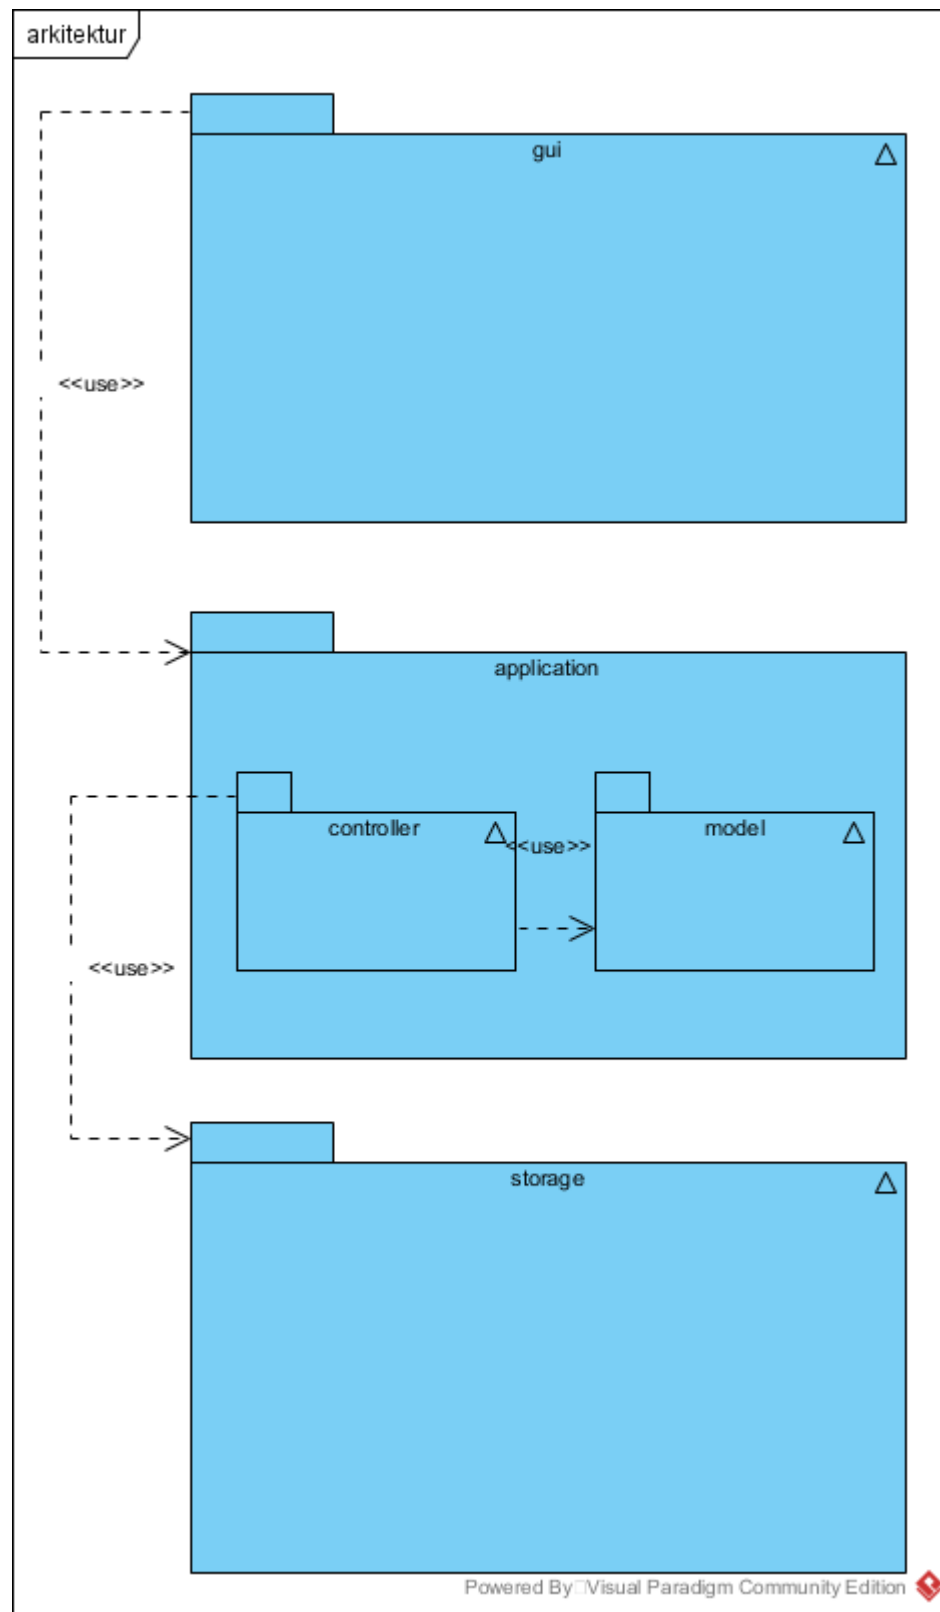 arkitektur
gui
<<use>>
application
controller
<<use>>
model
<<use>>
storage
Powered By Visual Paradigm Community Edition